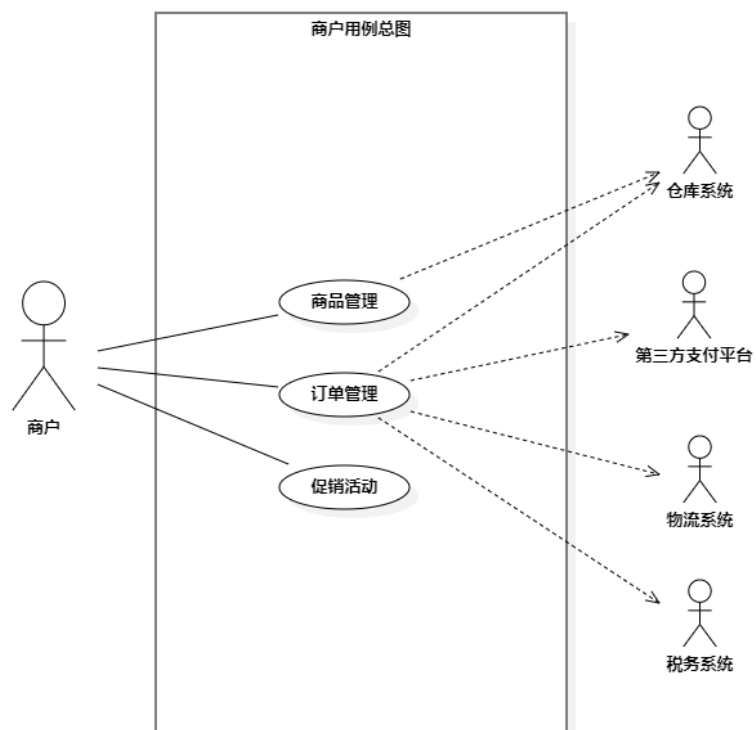 商户用例总图
仓库系统
商品管理
第三方支付平台
订单管理
商户
促销活动
物流系统
税务系统